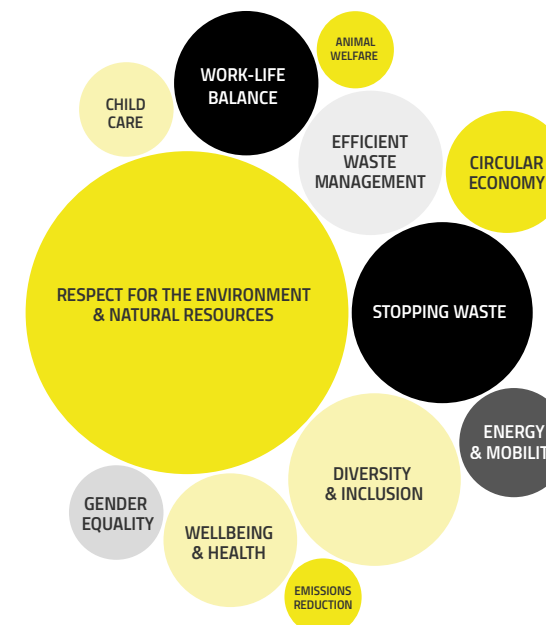 ANIMAL
WELFARE
WORK-LIFE
BALANCE
CHILD
CARE
EFFICIENT
WASTE
MANAGEMENT
CIRCULAR
ECONOMY
RESPECT FOR THE ENVIRONMENT
& NATURAL RESOURCES
STOPPING WASTE
ENERGY
& MOBILIT
DIVERSITY
& INCLUSION
GENDER
EQUALITY
WELLBEING
& HEALTH
EMISSIONS
REDUCTION